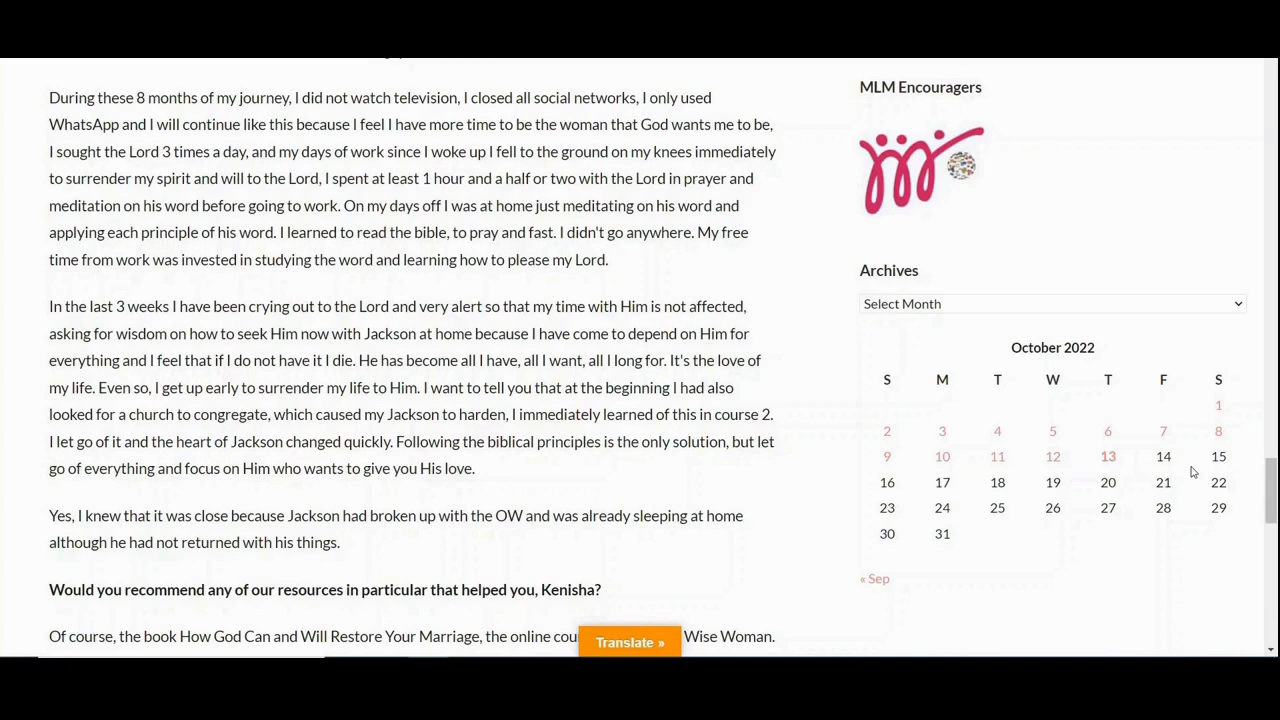 During these 8 months of my journey, I did not watch television, I closed all social networks, I only used
WhatsApp and I will continue like this because I feel I have more time to be the woman that God wants me to be,
I sought the Lord 3 times a day, and my days of work since I woke up I fell to the ground on my knees immediately
to surrender my spirit and will to the Lord, I spent at least 1 hour and a half or two with the Lord in prayer and
meditation on his word before going to work. On my days off I was at home just meditating on his word and
applying each principle of his word. I learned to read the bible, to pray and fast. I didn't go anywhere. My free
time from work was invested in studying the word and learning how to please my Lord.
In the last 3 weeks I have been crying out to the Lord and very alert so that my time with Him is not affected,
asking for wisdom on how to seek Him now with Jackson at home because I have come to depend on Him for
everything and I feel that if I do not have it I die. He has become all I have, all I want, all I long for. It's the love of
my life. Even so, I get up early to surrender my life to Him. I want to tell you that at the beginning I had also
looked for a church to congregate, which caused my Jackson to harden, I immediately learned of this in course 2.
I let go of it and the heart of Jackson changed quickly. Following the biblical principles is the only solution, but let
go of everything and focus on Him who wants to give you His love.
Yes, I knew that it was close because Jackson had broken up with the OW and was already sleeping at home
although he had not returned with his things.
Would you recommend any of our resources in particular that helped you, Kenisha?
Of course, the book How God Can and Will Restore Your Marriage, the online Wise Woman.
Translate »
MLM Encouragers
Archives
Select Month
October 2022
S M T W T F S
1
2 3 4 5 6 7 8
9 10 11 12 13 14 15
16 17 18 19 20 21 22
23 24 25 26 27 28 29
30 31
« Sep